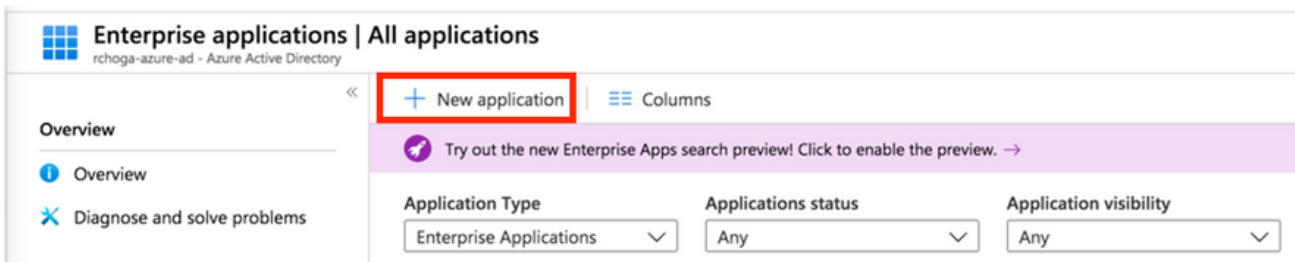 Enterprise applications | All applications
rchoga-azure-ad - Azure Active Directory
«
+ New application
Columns
Overview
Try out the new Enterprise Apps search preview! Click to enable the preview. →
Overview
Diagnose and solve problems
Application Type
Applications status
Application visibility
Enterprise Applications
Any
Any